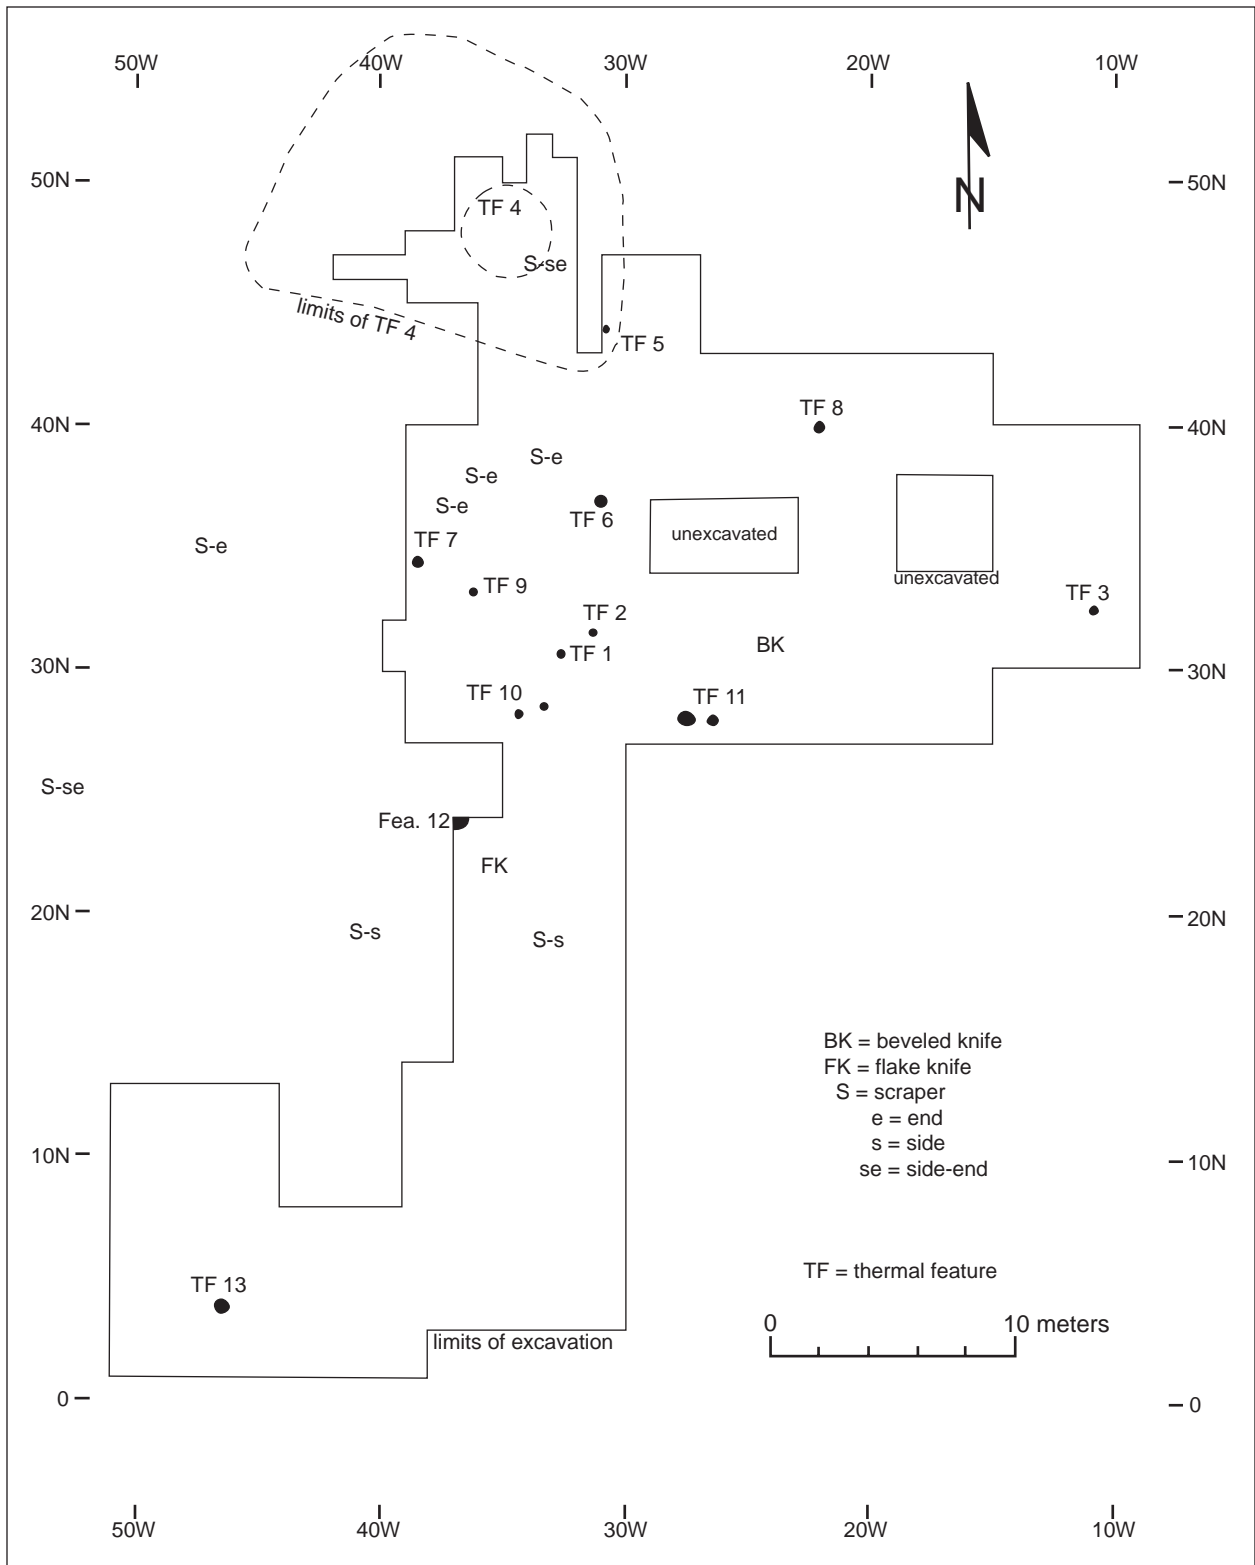 50W 40W 30W 20W 10W
50N 50N
N
TF 4
S-se
limits of TF 4
TF 5
TF 8
40N 40N
S-e
S-e
S-e
TF 6
unexcavated
TF 7
S-e
unexcavated
TF 9
TF 3
TF 2
BK
TF 1
30N 30N
TF 10
TF 11
S-se
Fea. 12
FK
20N 20N
S-s
S-s
BK = beveled knife
FK = flake knife
S = scraper
e = end
s = side
se = side-end
10N 10N
TF 13
TF = thermal feature
0 10 meters
limits of excavation
0 0
50W 40W 30W 20W 10W